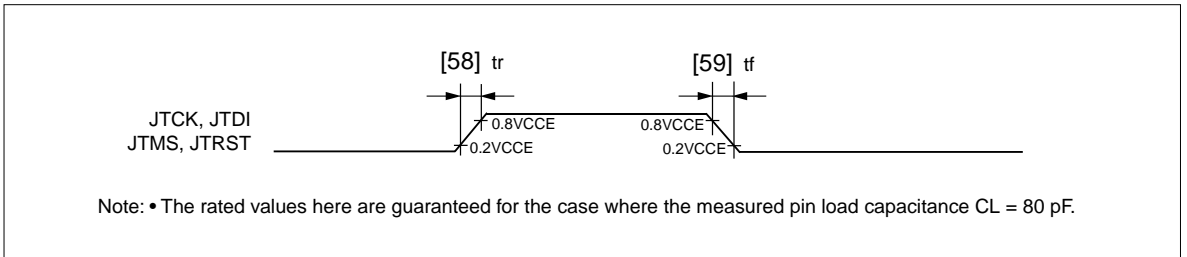 [58] tr [59] tf
JTCK, JTDI
JTMS, JTRST
0.8VCCE 0.8VCCE
0.2VCCE 0.2VCCE
Note: • The rated values here are guaranteed for the case where the measured pin load capacitance CL = 80 pF.